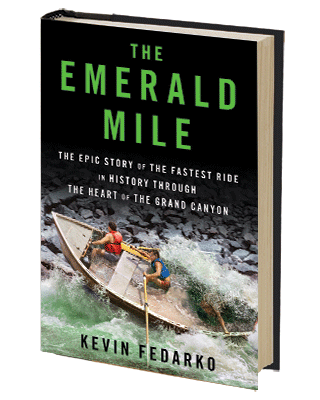 THE
EMERALD
MILE
THE EPIC STORY OF THE FASTEST RIDE
IN HISTORY THROUGH
THE HEART OF THE GRAND CANYON
KEVIN FEDARKO